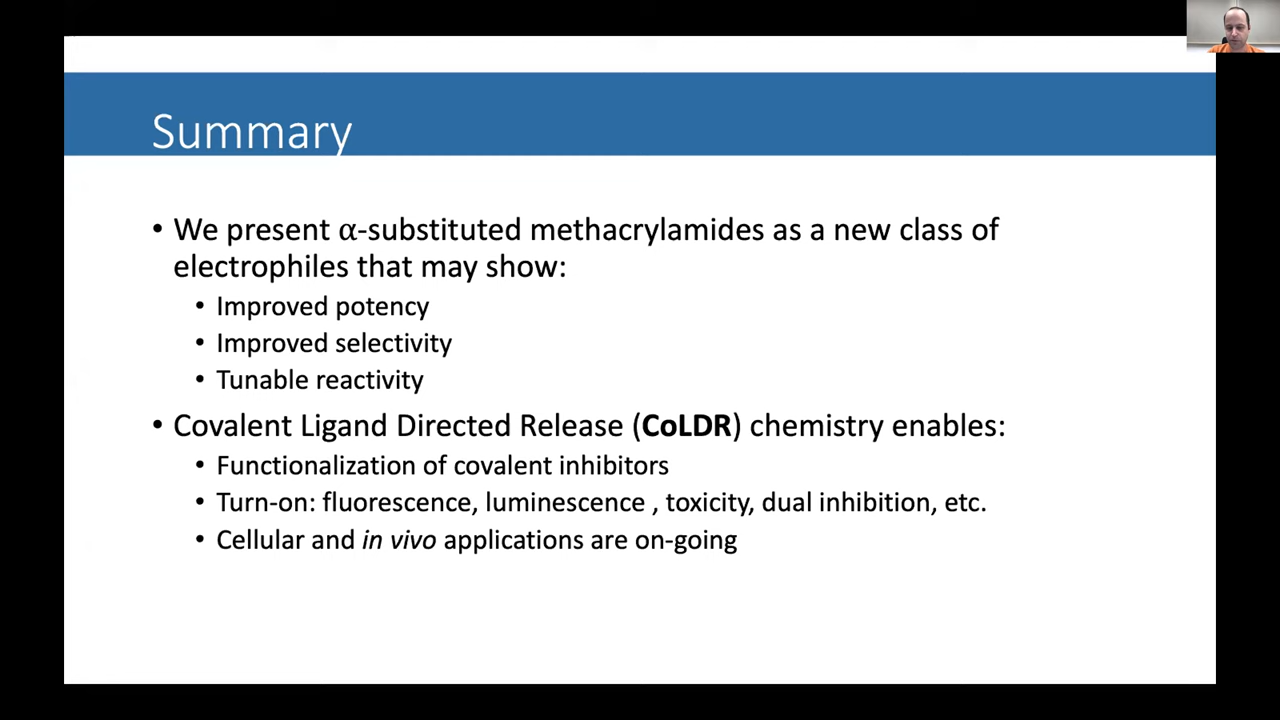 Summary
• We present α-substituted methacrylamides as a new class of
electrophiles that may show:
• Improved potency
• Improved selectivity
• Tunable reactivity
• Covalent Ligand Directed Release (CoLDR) chemistry enables:
• Functionalization of covalent inhibitors
• Turn-on: fluorescence, luminescence , toxicity, dual inhibition, etc.
• Cellular and in vivo applications are on-going